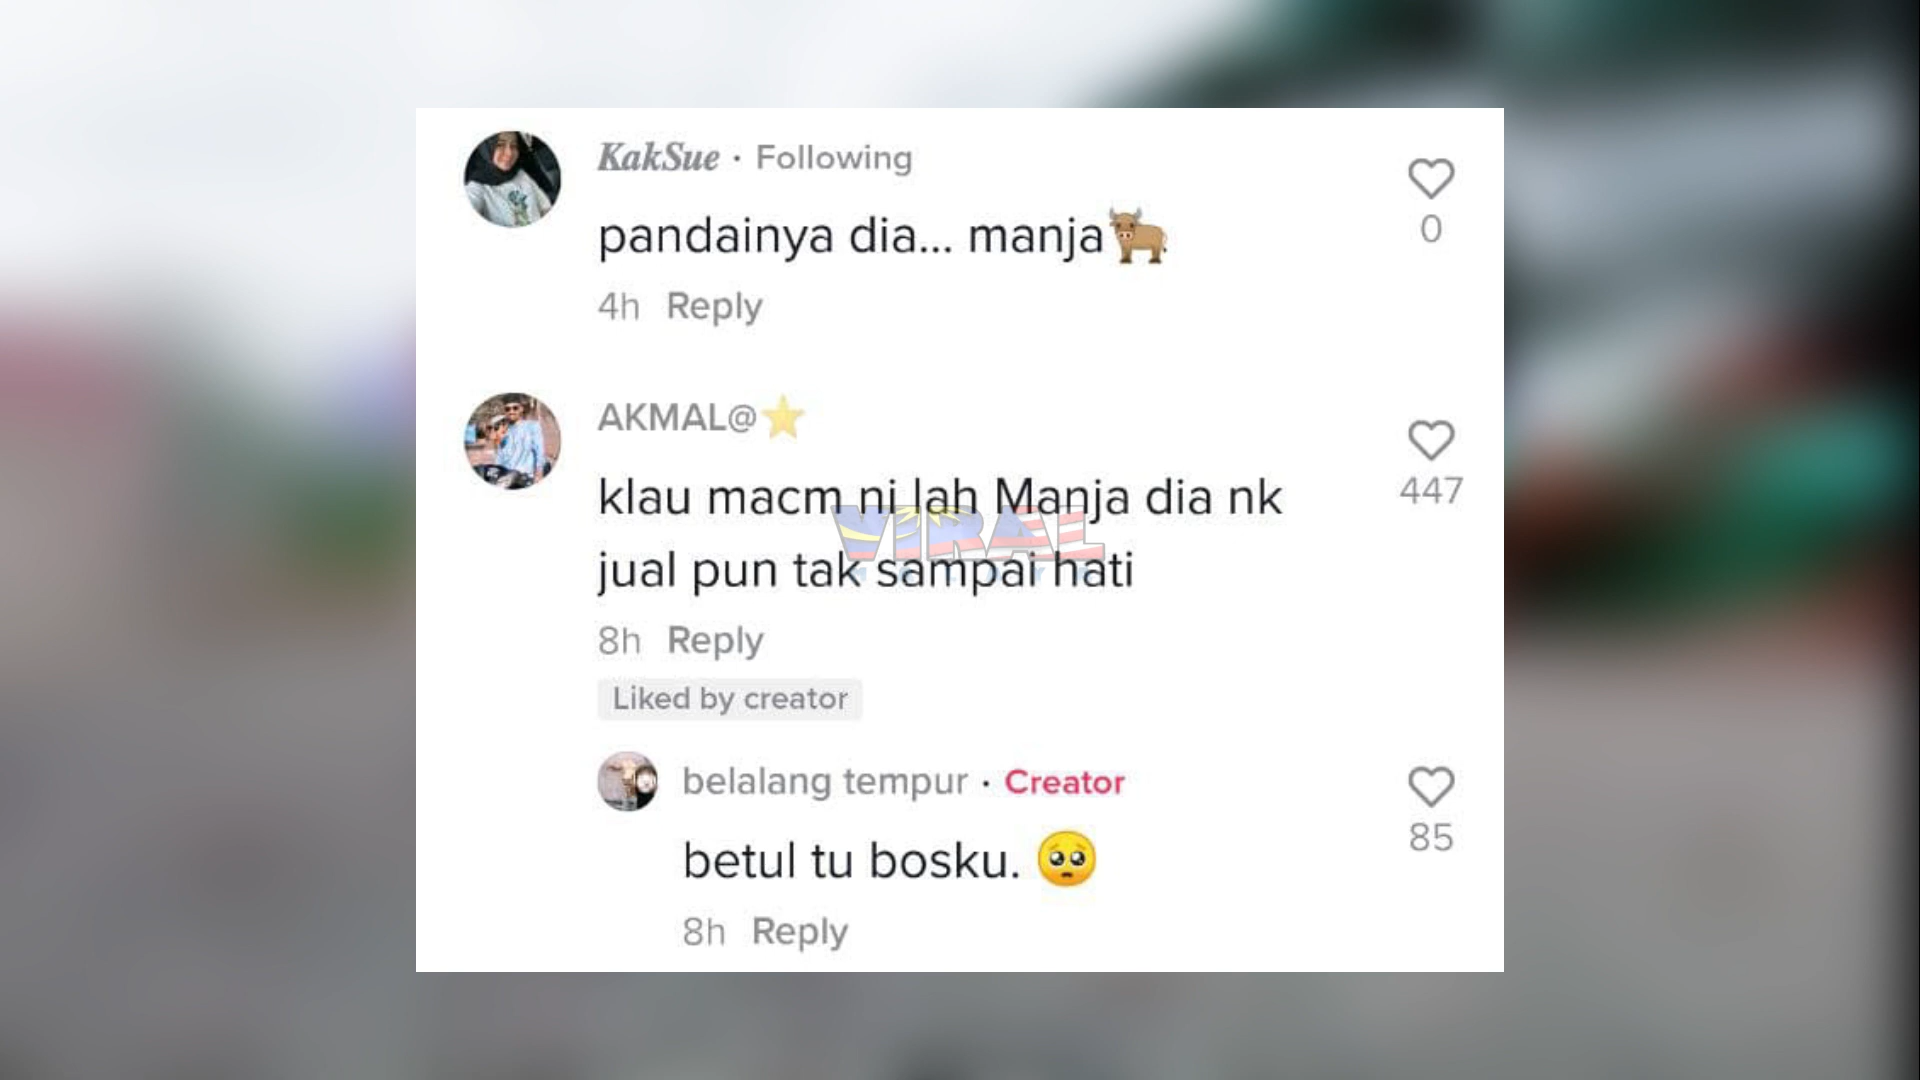 KakSue · Following
pandainya dia... manja🐂
0
4h Reply
AKMAL@⭐
klau macm ni lah Manja dia nk
447
VIRAL
jual pun tak sampai hati
8h Reply
Liked by creator
belalang tempur · Creator
betul tu bosku. 🥺
85
8h Reply